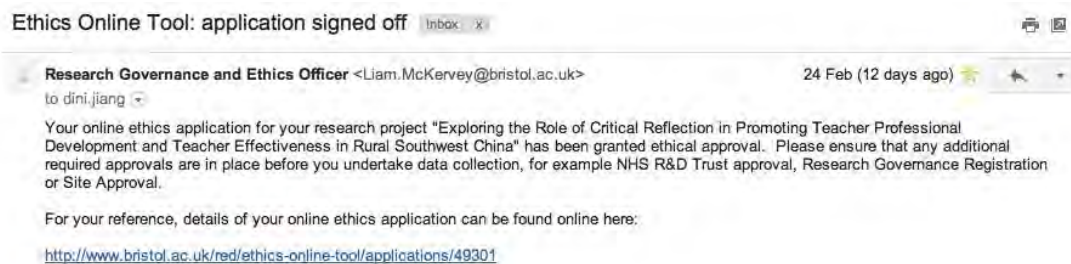 Ethics Online Tool: application signed off Inbox x
Research Governance and Ethics Officer <Liam.McKervey@bristol.ac.uk> 24 Feb (12 days ago)
to dini.jiang
Your online ethics application for your research project "Exploring the Role of Critical Reflection in Promoting Teacher Professional
Development and Teacher Effectiveness in Rural Southwest China" has been granted ethical approval. Please ensure that any additional
required approvals are in place before you undertake data collection, for example NHS R&D Trust approval, Research Governance Registration
or Site Approval.
For your reference, details of your online ethics application can be found online here:
http://www.bristol.ac.uk/red/ethics-online-tool/applications/49301